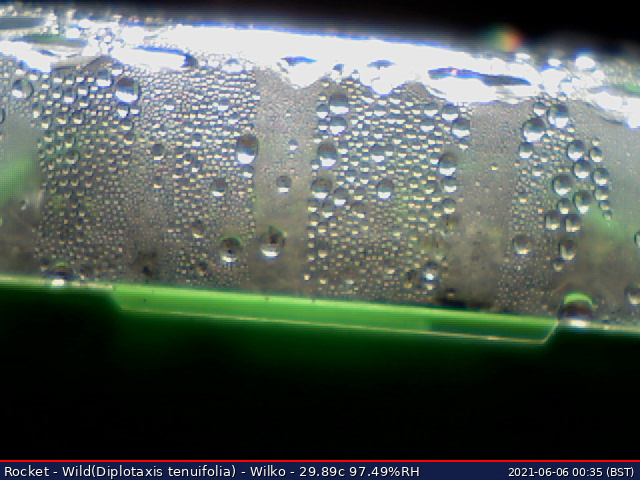 Rocket - Wild(Diplotaxis tenuifolia) - Wilko - 29.89c 97.49%RH
2021-06-06 00:35 (BST)